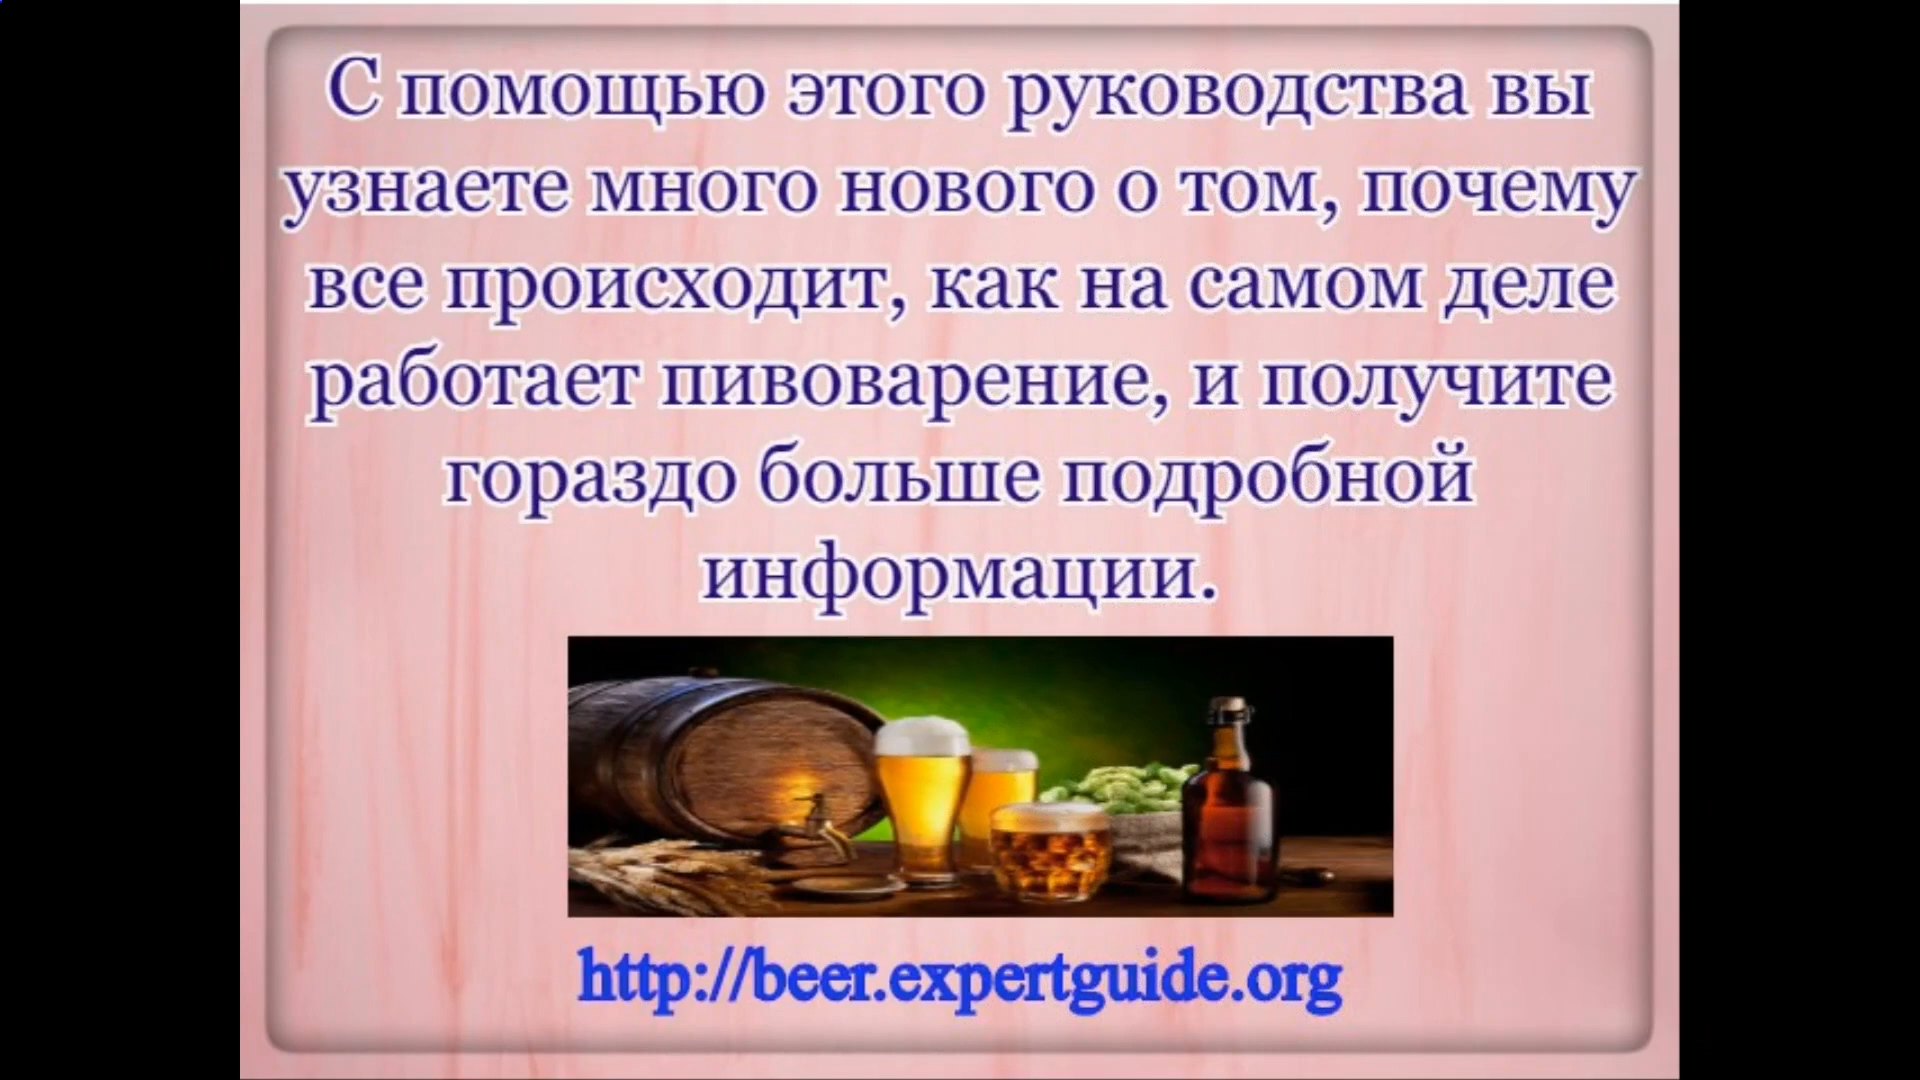 С помощью этого руководства вы
узнаете много нового о том, почему
все происходит, как на самом деле
работает пивоварение, и получите
гораздо больше подробной
информации.
http://beer.expertguide.org